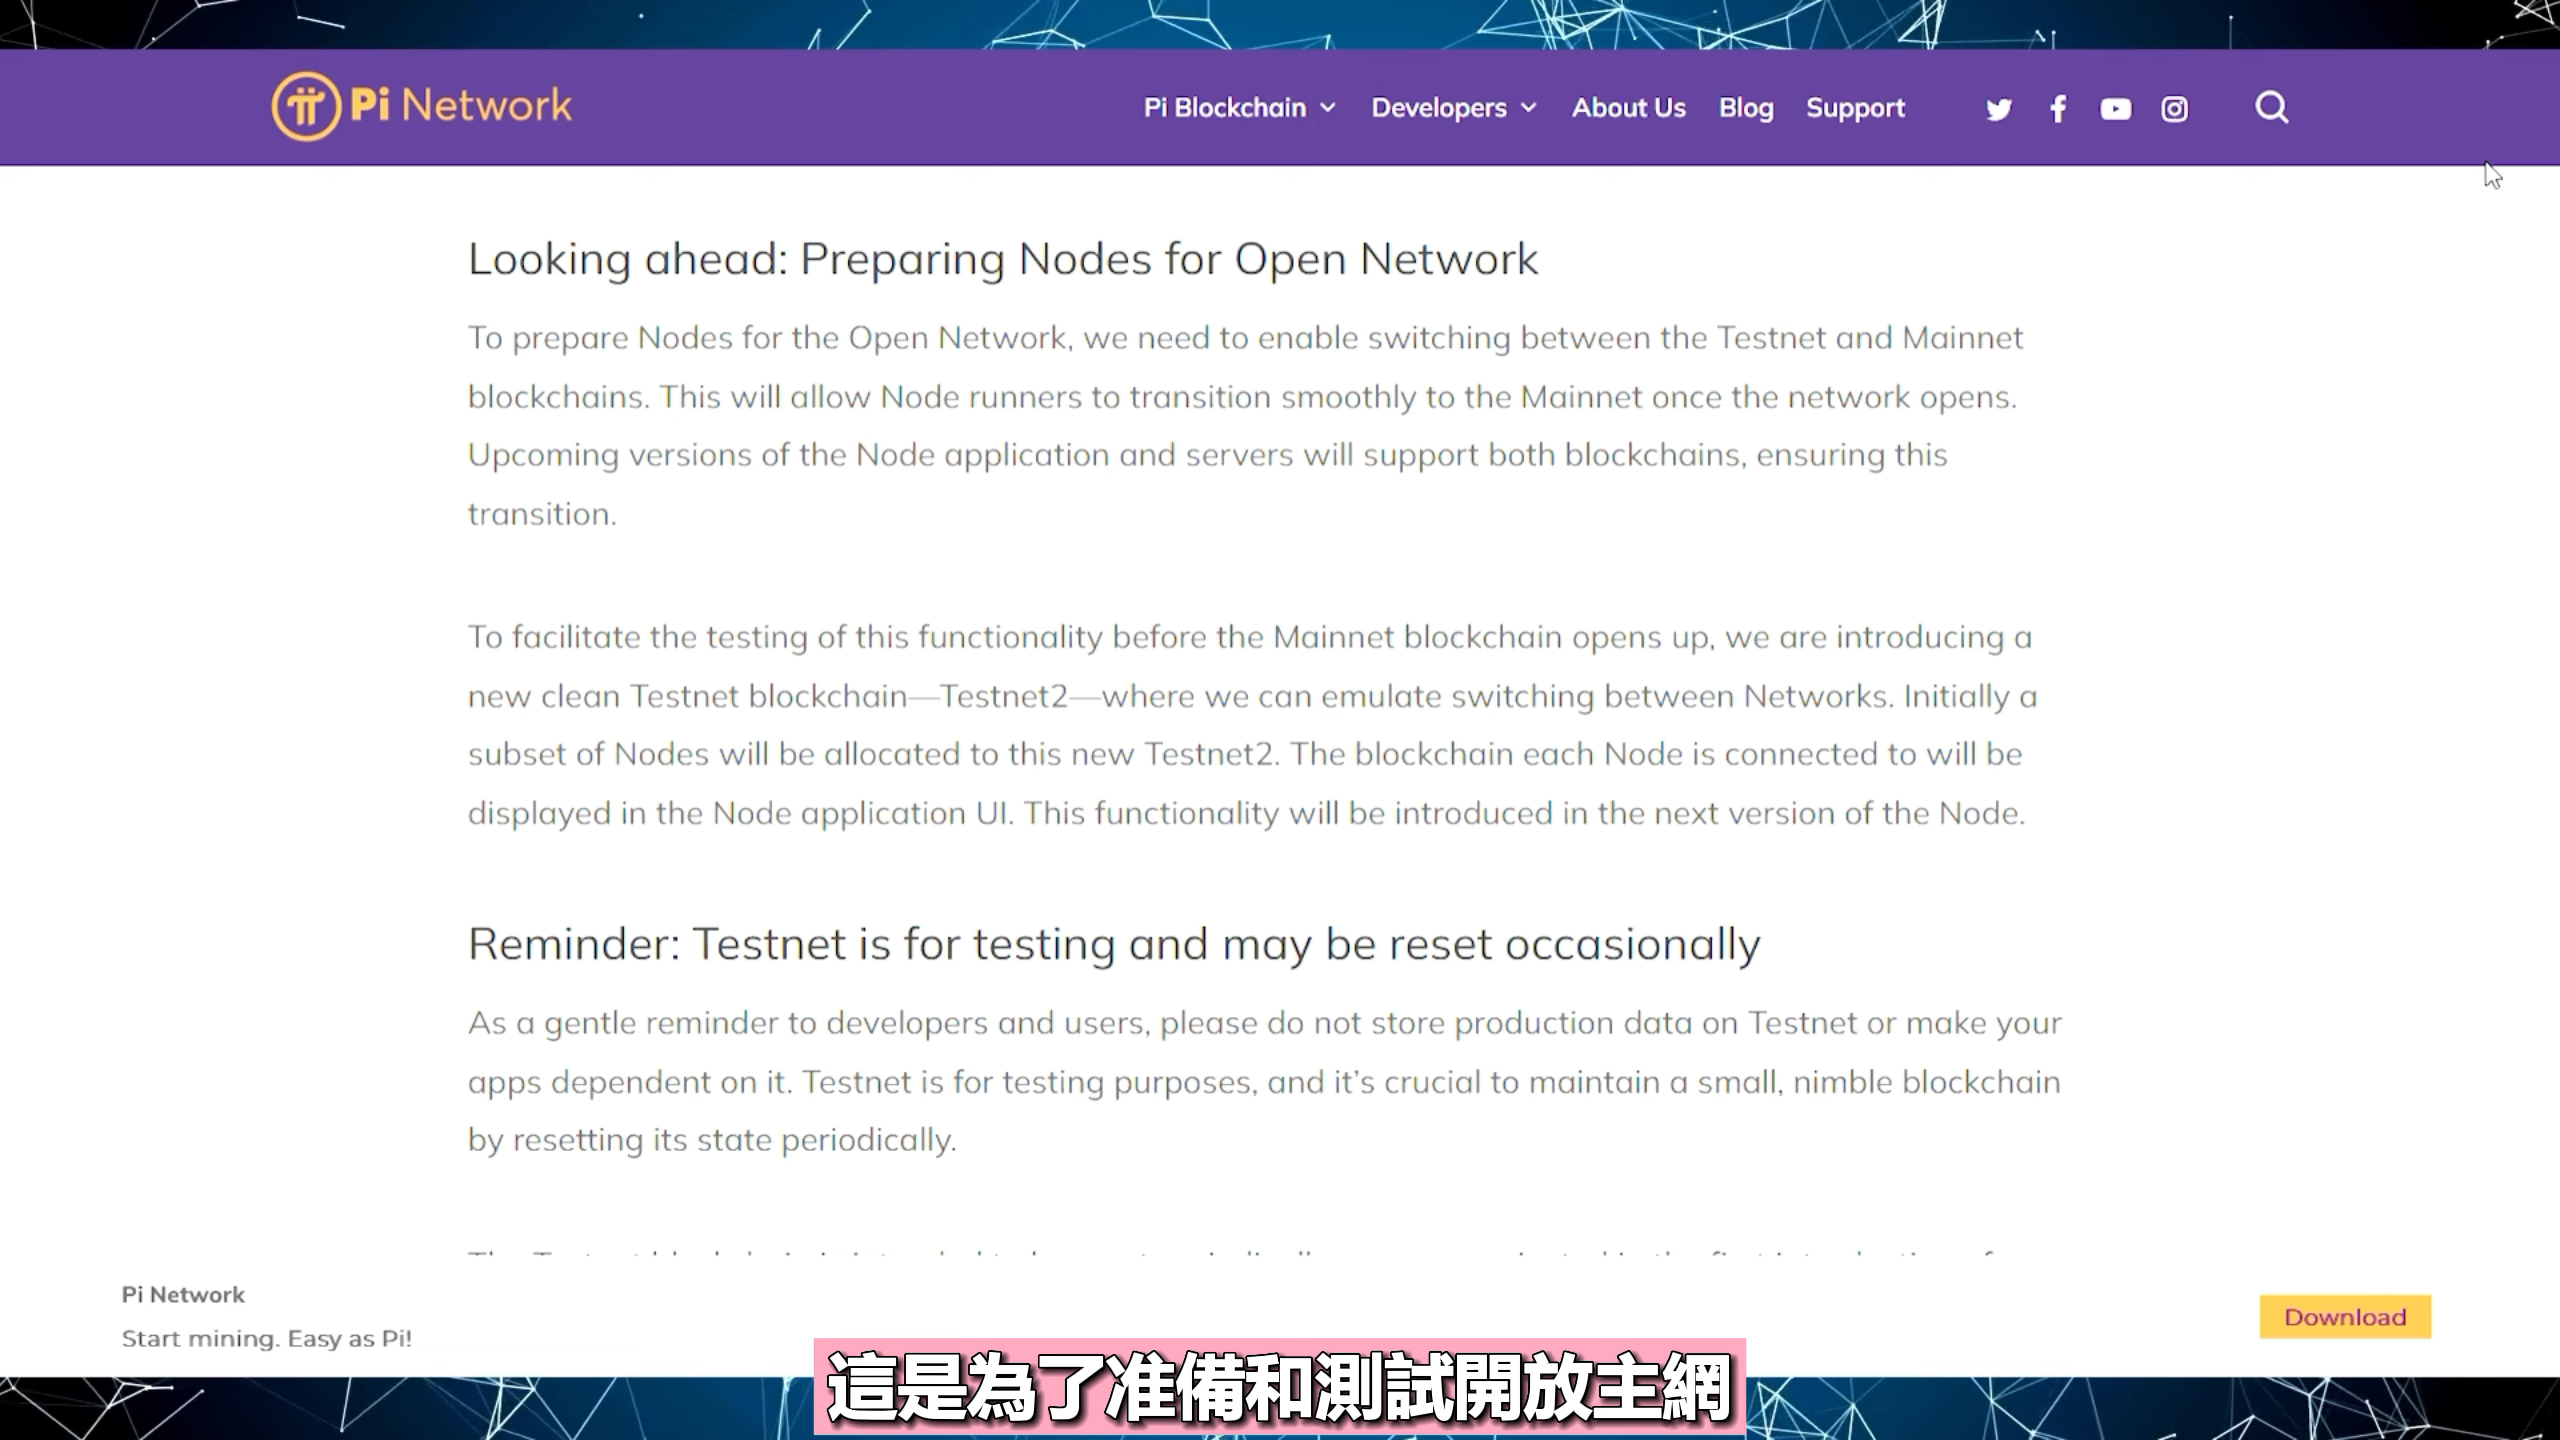 Pi Network
Pi Blockchain Developers About Us Blog Support
Looking ahead: Preparing Nodes for Open Network
To prepare Nodes for the Open Network, we need to enable switching between the Testnet and Mainnet
blockchains. This will allow Node runners to transition smoothly to the Mainnet once the network opens.
Upcoming versions of the Node application and servers will support both blockchains, ensuring this
transition.
To facilitate the testing of this functionality before the Mainnet blockchain opens up, we are introducing a
new clean Testnet blockchain—Testnet2—where we can emulate switching between Networks. Initially a
subset of Nodes will be allocated to this new Testnet2. The blockchain each Node is connected to will be
displayed in the Node application UI. This functionality will be introduced in the next version of the Node.
Reminder: Testnet is for testing and may be reset occasionally
As a gentle reminder to developers and users, please do not store production data on Testnet or make your
apps dependent on it. Testnet is for testing purposes, and it’s crucial to maintain a small, nimble blockchain
by resetting its state periodically.
Pi Network
Start mining. Easy as Pi!
Download
這是為了准備和測試開放主網